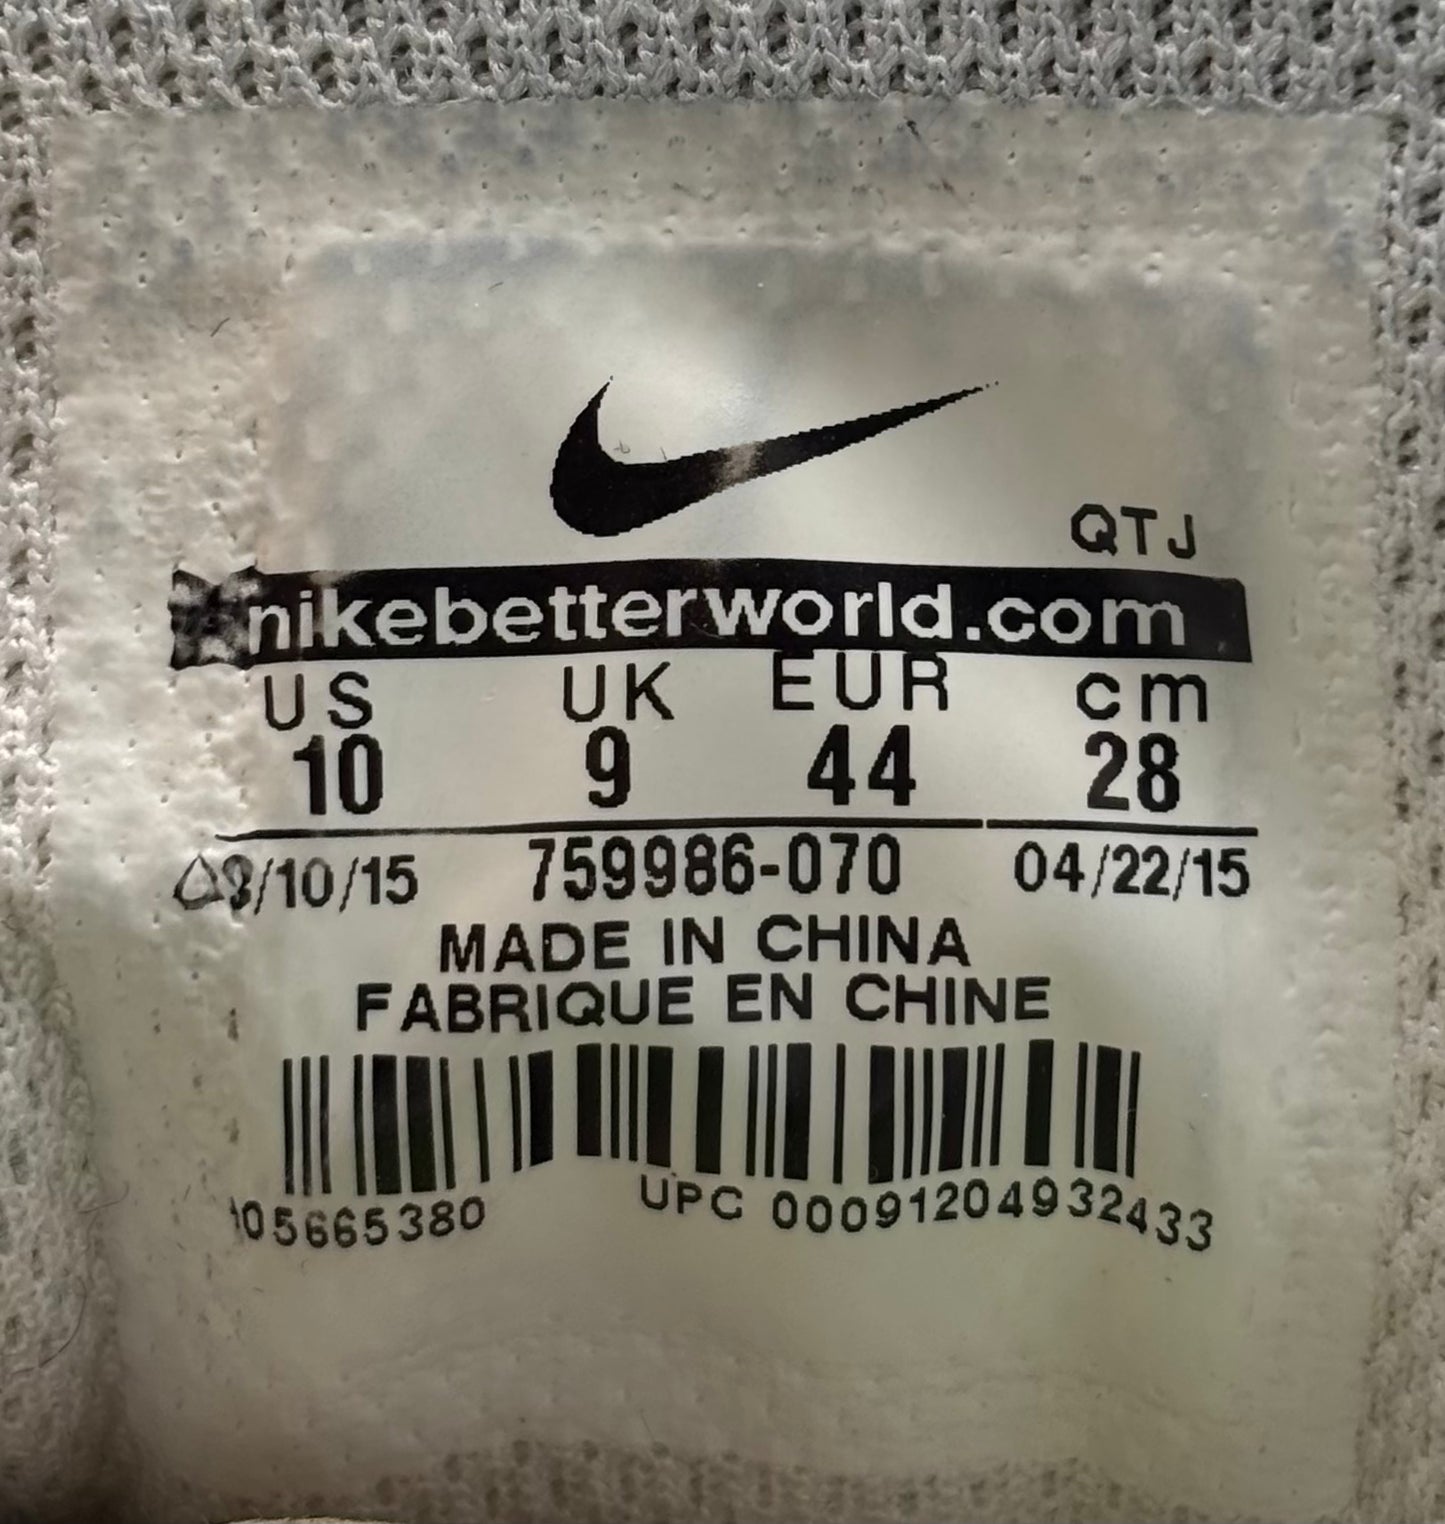 QTJ
nikebetterworld.com
US UK EUR cm
10 9 44 28
759986-070 04/22/15
MADE IN CHINA
FABRIQUE EN CHINE
UPC 00091204932433